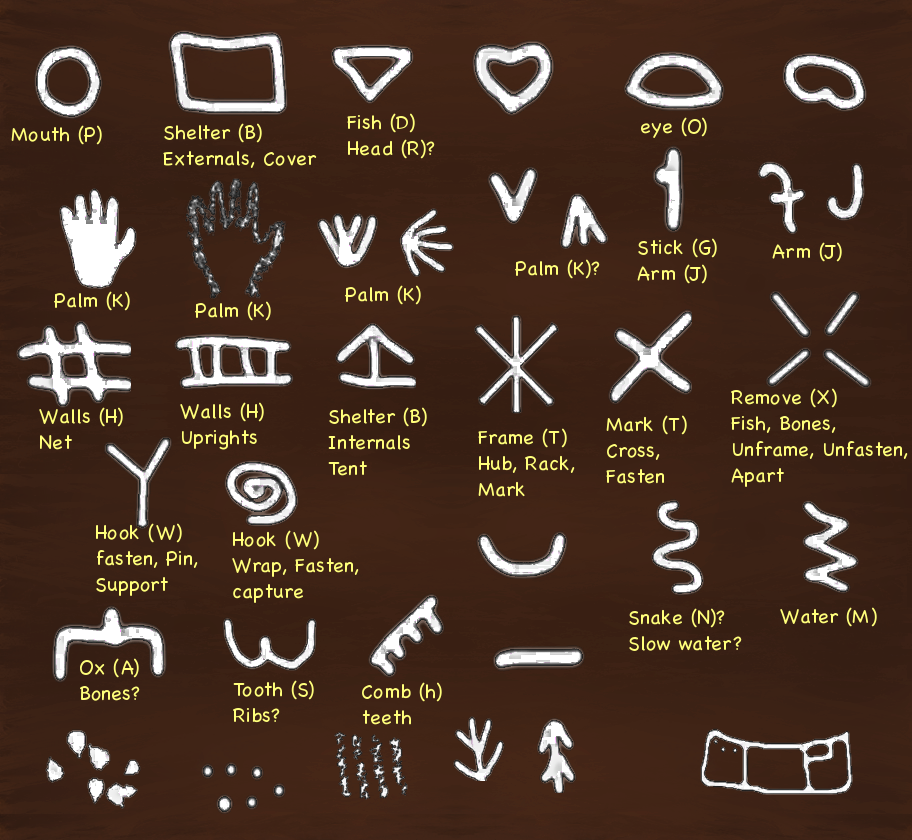 Mouth (P)
Shelter (B)
Externals, Cover
Fish (D)
Head (R)?
eye (O)
Palm (K)
Palm (K)
Palm (K)
Palm (K)?
Stick (G)
Arm (J)
Arm (J)
Walls (H)
Net
Walls (H)
Uprights
Shelter (B)
Internals
Tent
Frame (T)
Hub, Rack,
Mark
Mark (T)
Cross,
Fasten
Remove (X)
Fish, Bones,
Unframe, Unfasten,
Apart
Hook (W)
fasten, Pin,
Support
Hook (W)
Wrap, Fasten,
capture
Snake (N)?
Slow water?
Water (M)
Ox (A)
Bones?
Tooth (S)
Ribs?
Comb (h)
teeth